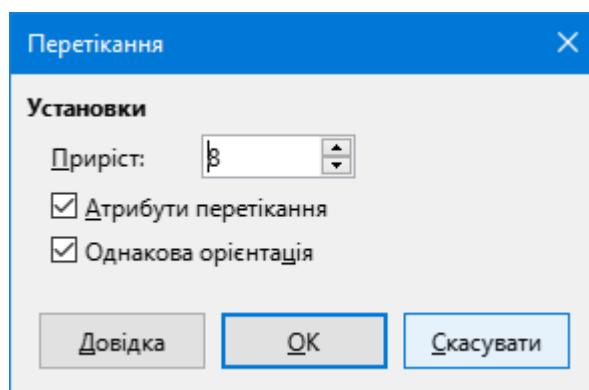 Перетікання
Установки
Приріст: 8
Атрибути перетікання
Однакова орієнтація
Довідка OK Скасувати